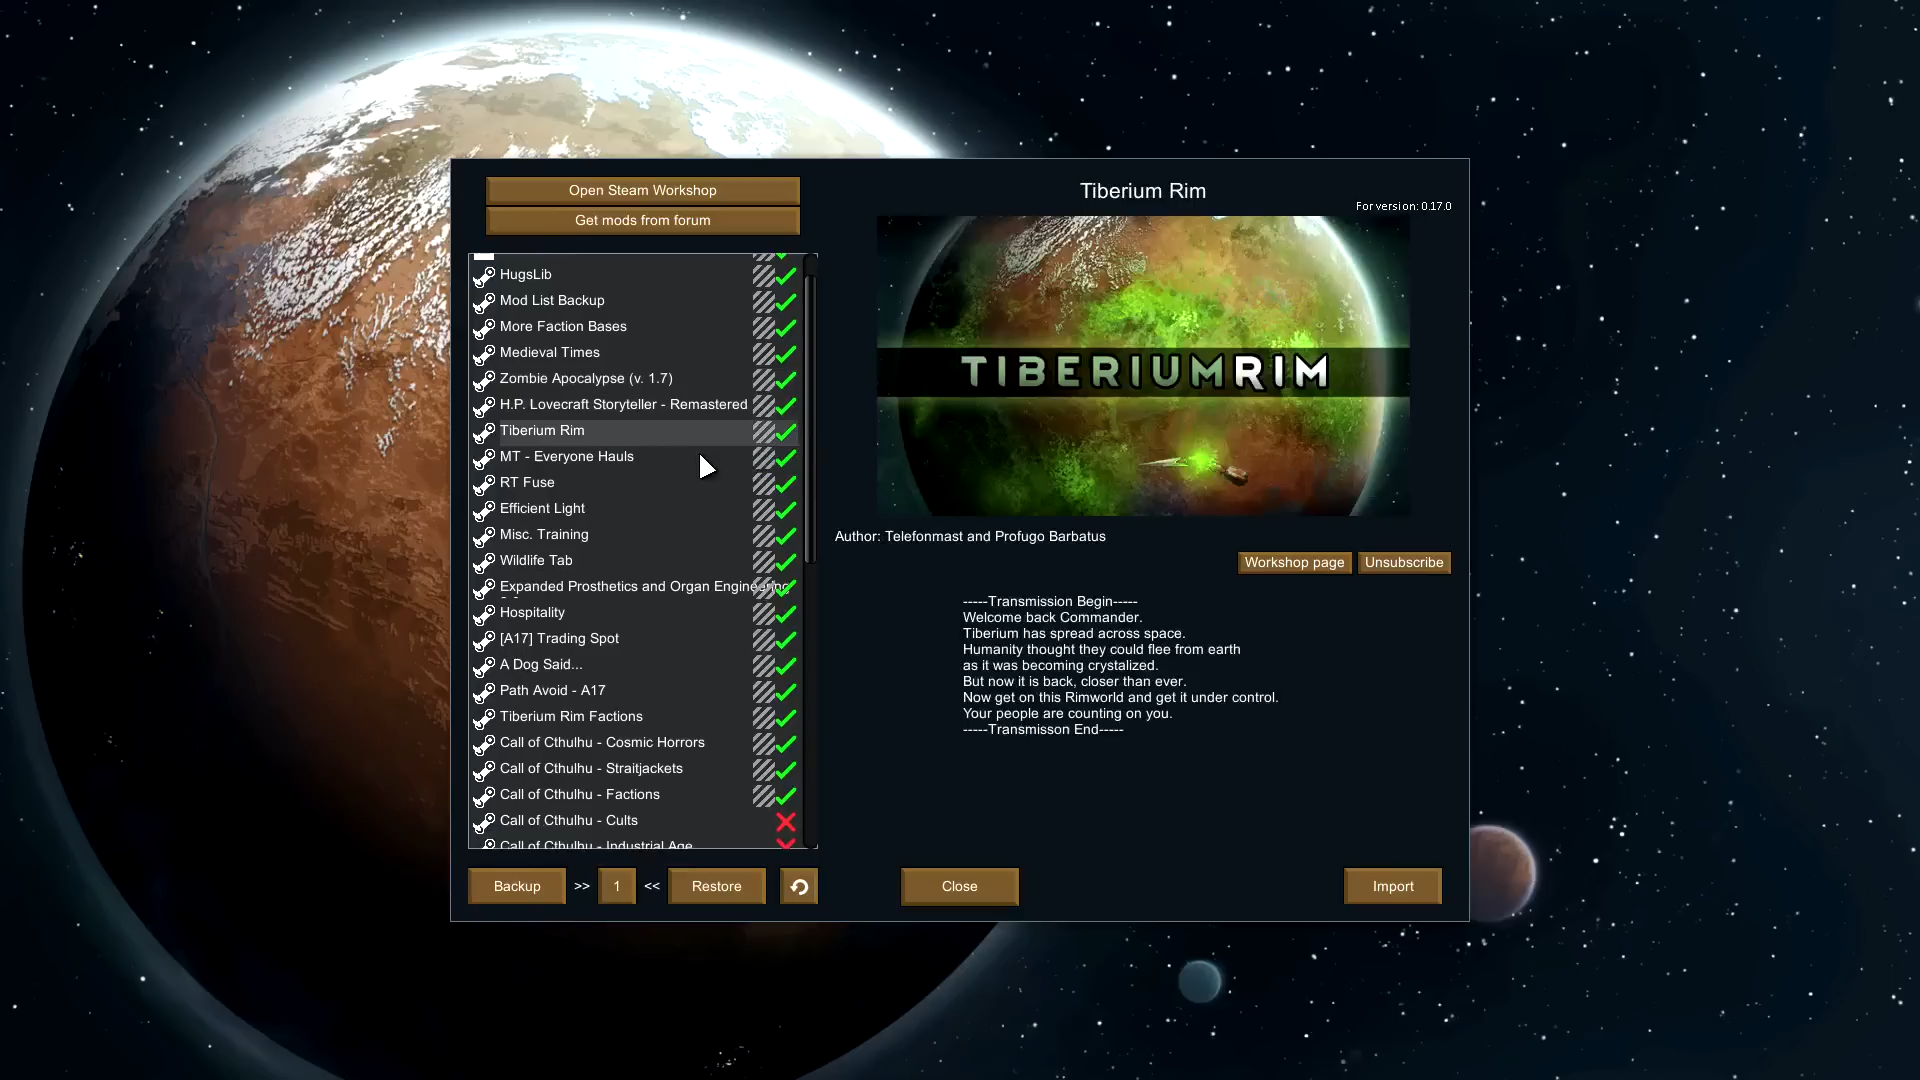 Open Steam Workshop
Get mods from forum
HugsLib
Mod List Backup
More Faction Bases
Medieval Times
Zombie Apocalypse (v. 1.7)
H.P. Lovecraft Storyteller - Remastered
Tiberium Rim
MT - Everyone Hauls
RT Fuse
Efficient Light
Misc. Training
Wildlife Tab
Expanded Prosthetics and Organ Engineering
Hospitality
[A17] Trading Spot
A Dog Said...
Path Avoid - A17
Tiberium Rim Factions
Call of Cthulhu - Cosmic Horrors
Call of Cthulhu - Straitjackets
Call of Cthulhu - Factions
Call of Cthulhu - Cults
Call of Cthulhu - Industrial Age
Backup >> 1 << Restore
Tiberium Rim
For version: 0.17.0
TIBERIUMRIM
Author: Telefonmast and Profugo Barbatus
Workshop page
Unsubscribe
-----Transmission Begin-----
Welcome back Commander.
Tiberium has spread across space.
Humanity thought they could flee from earth
as it was becoming crystalized.
But now it is back, closer than ever.
Now get on this Rimworld and get it under control.
Your people are counting on you.
-----Transmisson End-----
Close
Import